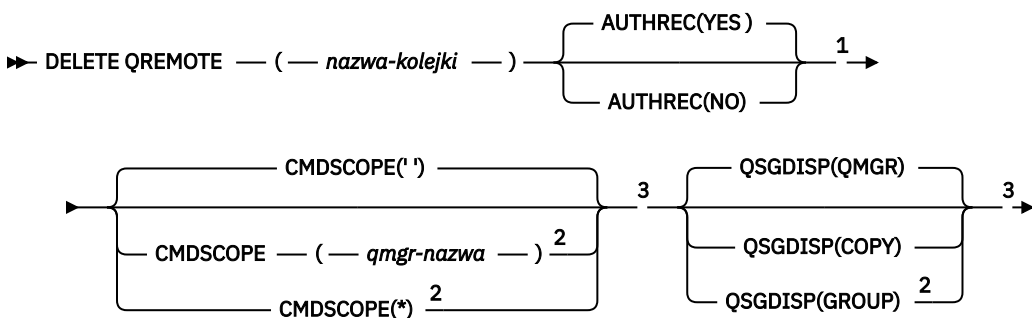 AUTHREC(YES )
DELETE QREMOTE ( nazwa-kolejki ) 1
AUTHREC(NO)
CMDSCOPE(' ') QSGDISP(QMGR)
3 3
CMDSCOPE ( qmgr-nazwa ) 2 QSGDISP(COPY)
CMDSCOPE(*) 2 QSGDISP(GROUP) 2